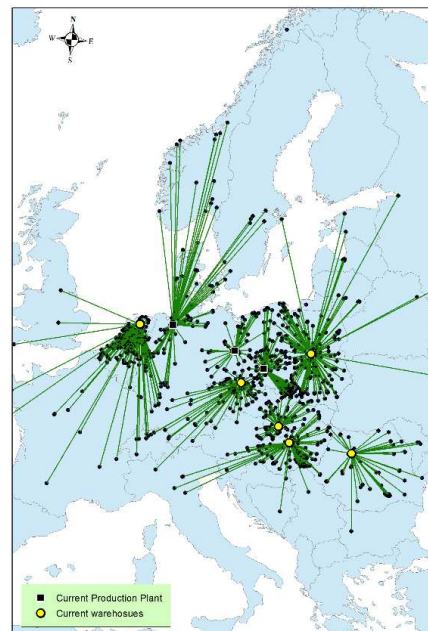 N
W E
S
Current Production Plant
Current warehosues